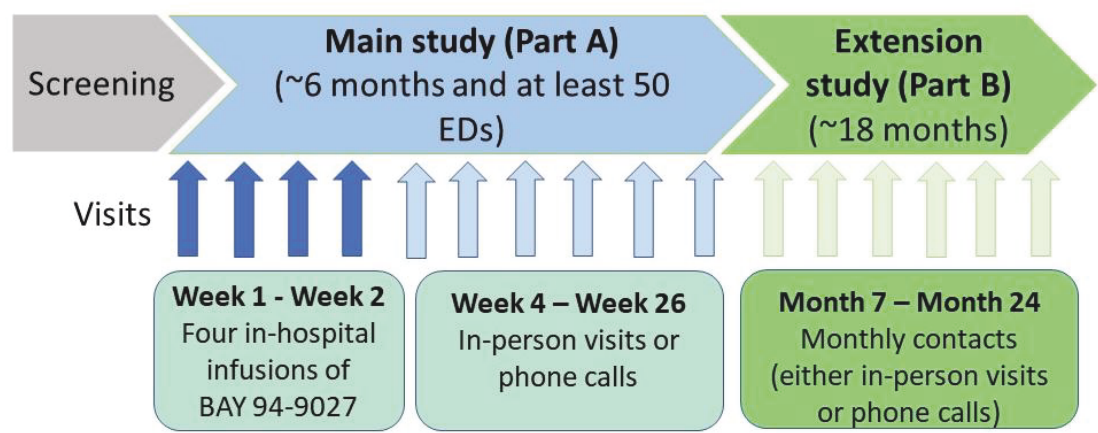 Screening
Main study (Part A)
(~6 months and at least 50
EDs)
Extension
study (Part B)
(~18 months)
Visits
Week 1 - Week 2
Four in-hospital
infusions of
BAY 94-9027
Week 4 – Week 26
In-person visits or
phone calls
Month 7 – Month 24
Monthly contacts
(either in-person visits
or phone calls)